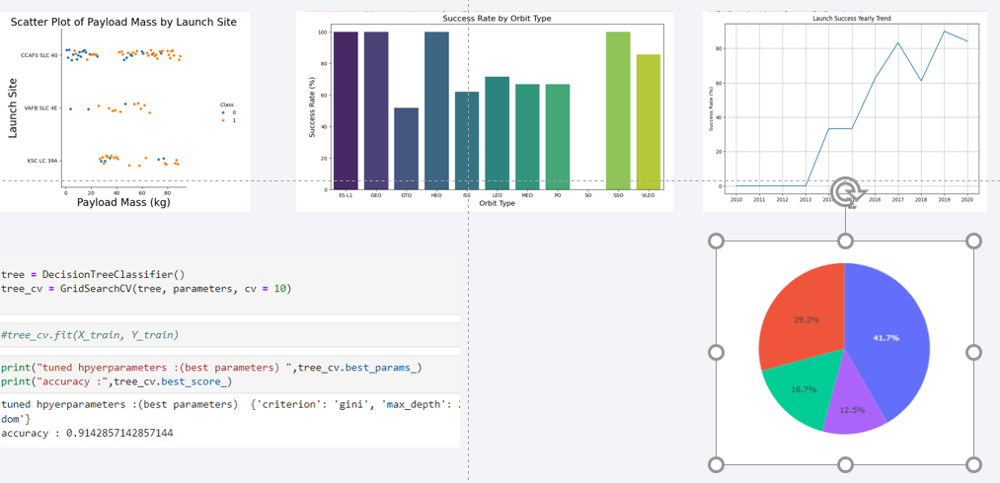 Scatter Plot of Payload Mass by Launch Site
Launch Site
CCAFS SLC 40
VAFB SLC 4E
KSC LC 39A
0 20 40 60 80
Payload Mass (kg)
Class
0
1
Success Rate by Orbit Type
Success Rate (%)
100
80
60
40
20
0
ES-L1 GEO GTO HEO ISS LEO MEO PO SO SSO VLEO
Orbit Type
Launch Success Yearly Trend
Success Rate (%)
80
60
40
20
0
2010 2011 2012 2013 2014 2016 2017 2018 2019 2020
tree = DecisionTreeClassifier()
tree_cv = GridSearchCV(tree, parameters, cv = 10)
#tree_cv.fit(X_train, Y_train)
print("tuned hpyerparameters :(best parameters) ",tree_cv.best_params_)
print("accuracy :",tree_cv.best_score_)
tuned hpyerparameters :(best parameters)  {'criterion': 'gini', 'max_depth':
dom'}
accuracy : 0.9142857142857144
29.2%
41.7%
16.7%
12.5%